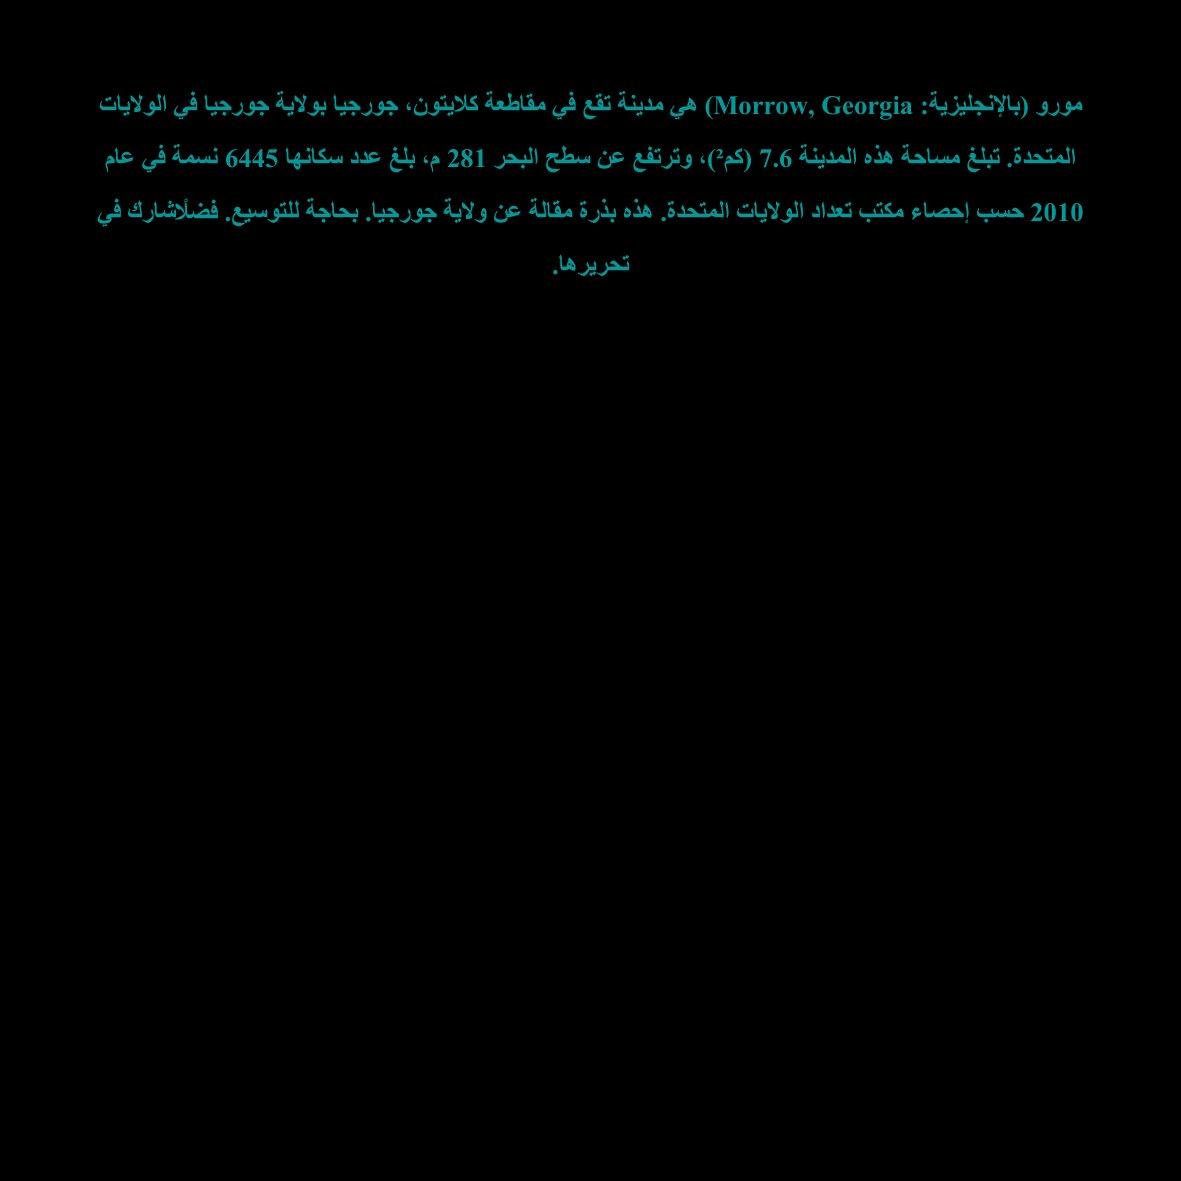 مورو (بالإنجليزية: Morrow, Georgia) هي مدينة تقع في مقاطعة كلايتون، جورجيا بولاية جورجيا في الولايات
المتحدة. تبلغ مساحة هذه المدينة 7.6 (كم²)، وترتفع عن سطح البحر 281 م، بلغ عدد سكانها 6445 نسمة في عام
2010 حسب إحصاء مكتب تعداد الولايات المتحدة. هذه بذرة مقالة عن ولاية جورجيا. بحاجة للتوسيع. فضلًاشارك في
تحريرها.